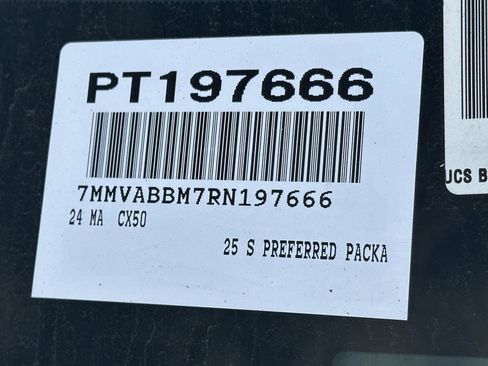 PT197666
7MMVABBM7RN197666
24 MA CX50
25 S PREFERRED PACKA
UCS B